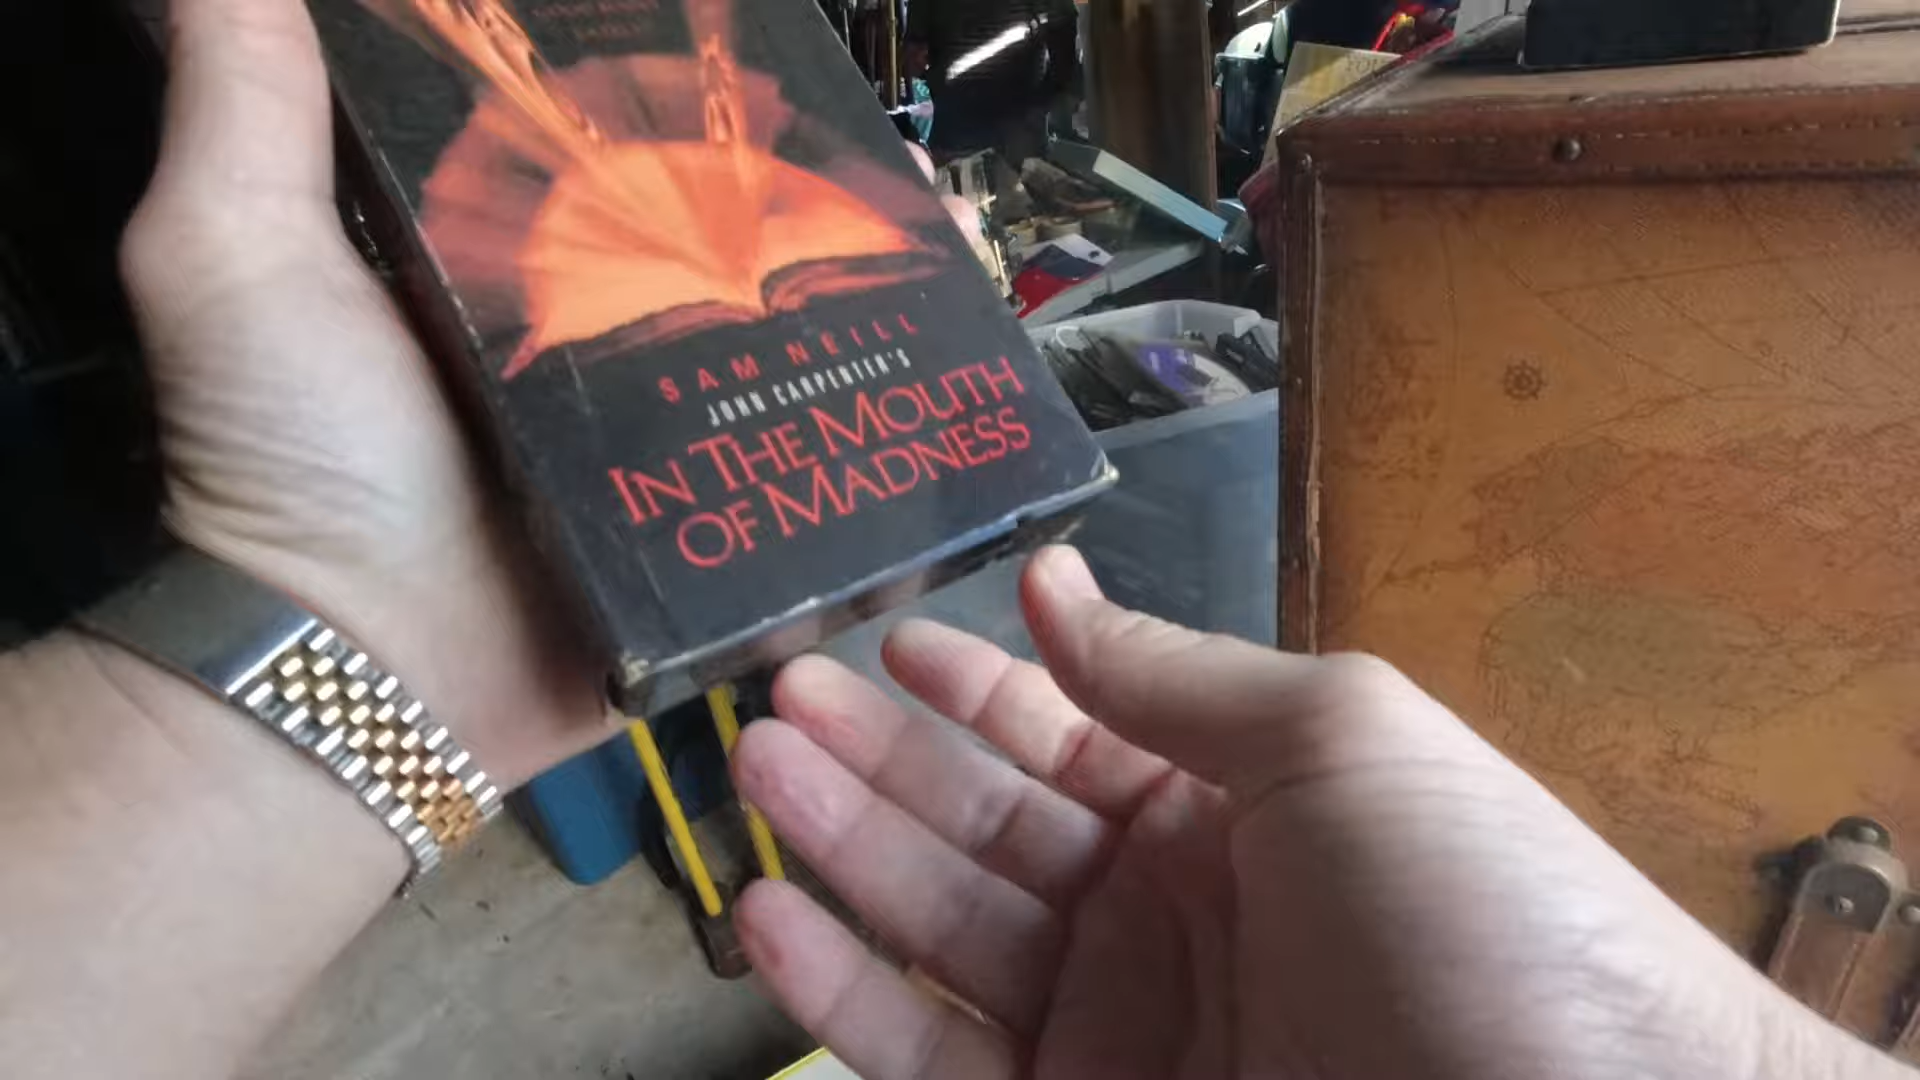 SAM NEILL
JOHN CARPENTER'S
IN THE MOUTH
OF MADNESS